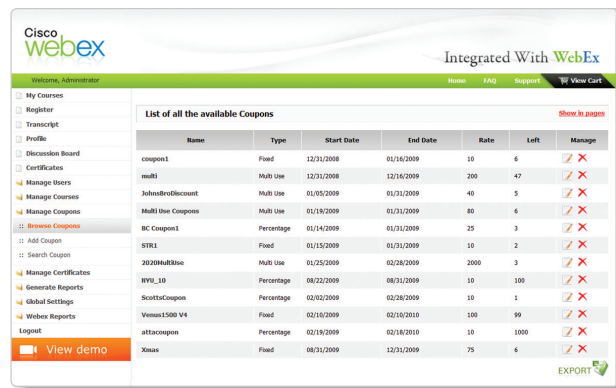 Cisco
webex
Integrated With WebEx
Welcome, Administrator
Home FAQ Support View Cart
My Courses
Register
Transcript
Profile
Discussion Board
Certificates
Manage Users
Manage Courses
Manage Coupons
:: Browse Coupons
:: Add Coupon
:: Search Coupon
Manage Certificates
Generate Reports
Global Settings
Webex Reports
Logout
View demo
List of all the available Coupons Show in pages
Name Type Start Date End Date Rate Left Manage
coupon1 Fixed 12/31/2008 01/16/2009 10 6
multi Multi Use 12/31/2008 12/16/2009 200 47
JohnsBroDiscount Multi Use 01/05/2009 01/31/2009 40 5
Multi Use Coupons Multi Use 01/19/2009 01/31/2009 80 6
BC Coupon1 Percentage 01/14/2009 01/31/2009 25 3
STR1 Fixed 01/15/2009 01/31/2009 10 2
2020MultiUse Multi Use 01/25/2009 02/28/2009 2000 3
NYU_10 Percentage 08/22/2009 08/31/2009 10 100
ScottsCoupon Percentage 02/02/2009 02/28/2009 10 1
Venus1500 V4 Fixed 02/10/2009 02/10/2010 100 99
attacoupon Percentage 02/19/2009 02/18/2010 10 1000
Xmas Fixed 08/31/2009 12/31/2009 75 6
EXPORT